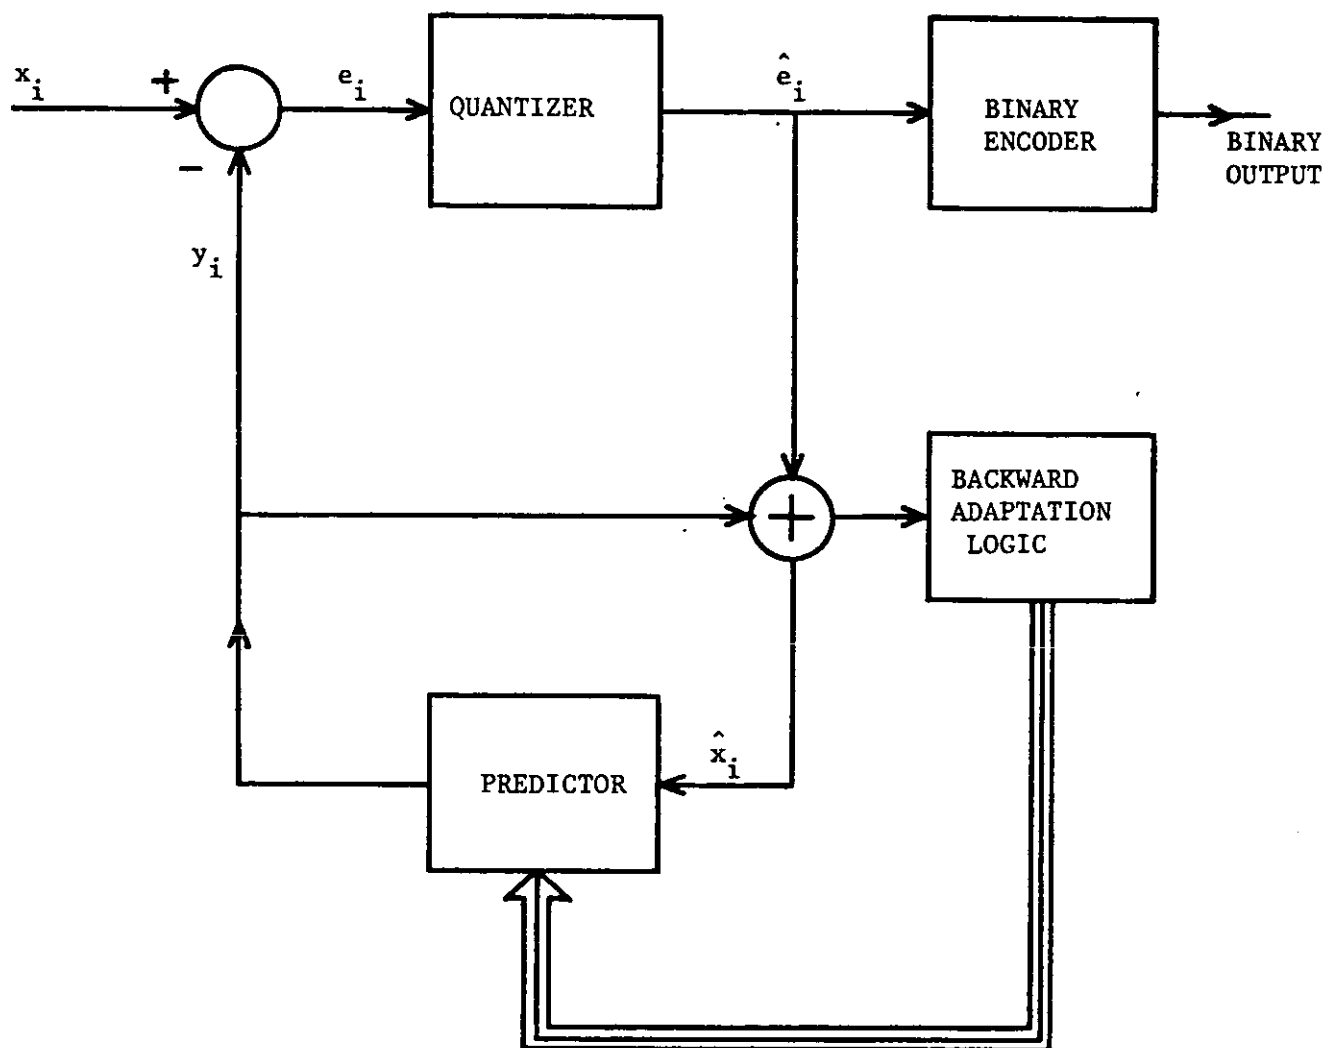 x_i
+
e_i
QUANTIZER
ê_i
BINARY
ENCODER
BINARY
OUTPUT
−
y_i
+
BACKWARD
ADAPTATION
LOGIC
PREDICTOR
x̂_i